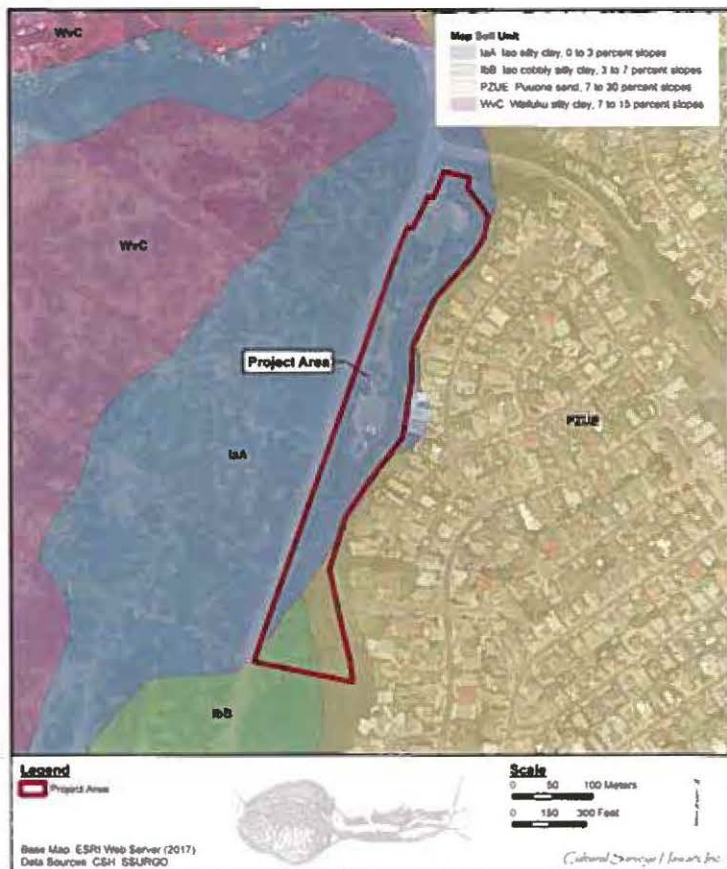 Map Soil Unit
IaA Iao silty clay, 0 to 3 percent slopes
IbB Iao cobbly silty clay, 3 to 7 percent slopes
PZUE Puuone sand, 7 to 30 percent slopes
WvC Wailuku silty clay, 7 to 15 percent slopes
WvC
WvC
Project Area
PZUE
IaA
IbB
Legend
Project Area
Scale
0 50 100 Meters
0 150 300 Feet
Base Map ESRI Web Server (2017)
Data Sources CSH SSURGO
Cultural Surveys Hawai'i, Inc